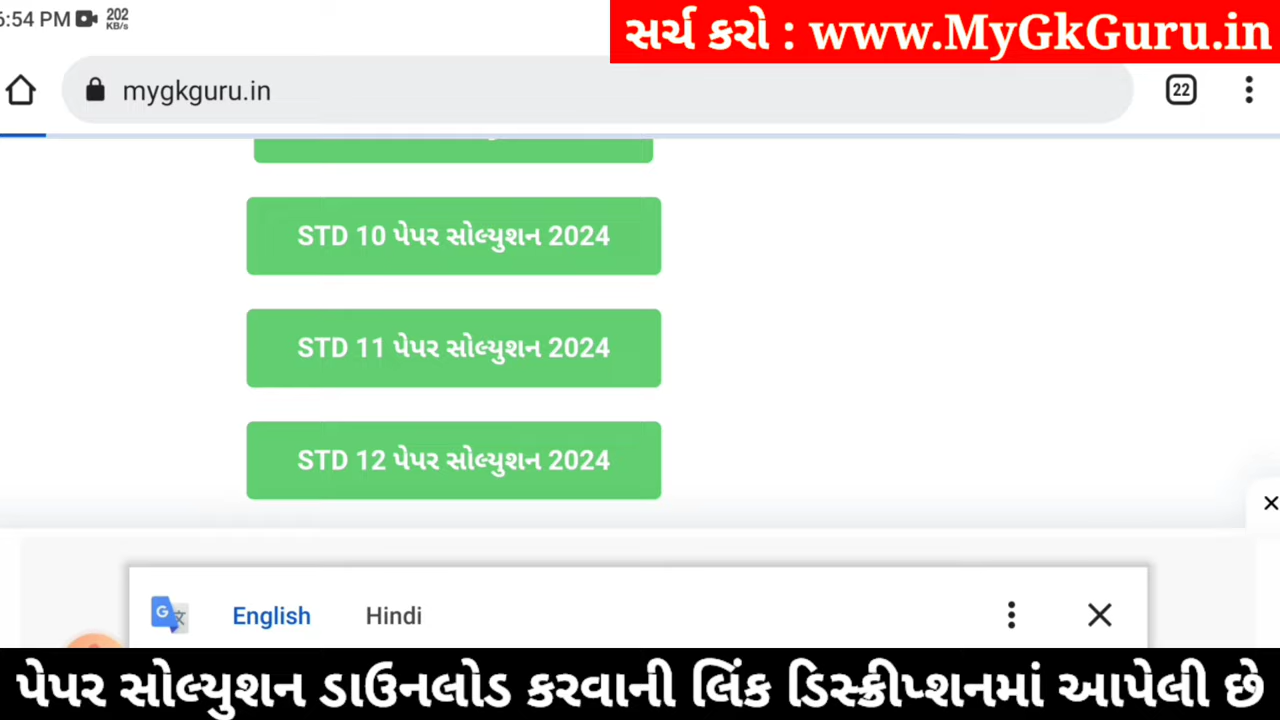 સર્ચ કરો : www.MyGkGuru.in
6:54 PM 202 KB/s
mygkguru.in 22
STD 10 પેપર સોલ્યુશન 2024
STD 11 પેપર સોલ્યુશન 2024
STD 12 પેપર સોલ્યુશન 2024
English Hindi
પેપર સોલ્યુશન ડાઉનલોડ કરવાની લિંક ડિસ્ક્રીપ્શનમાં આપેલી છે